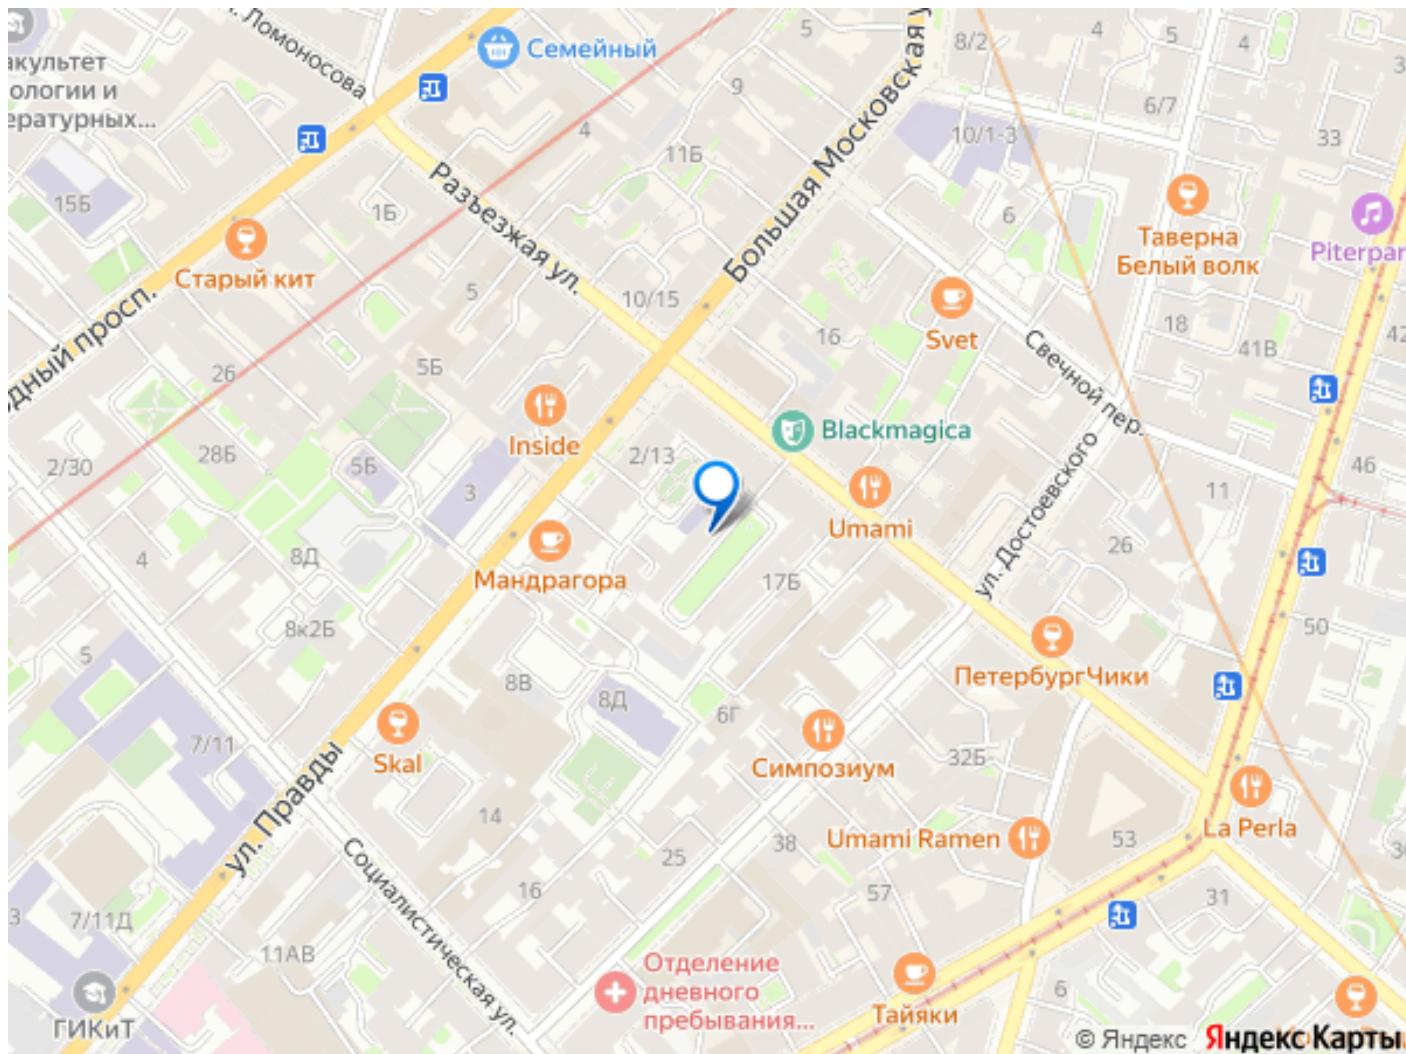 Ломоносова
Семейный
акультет
ологии и
ературных...
Большая Московская у
8/2
4
5
4
5
9
6/7
33
10/1-3
4
11Б
15Б
1Б
6
Разъезжая ул.
Старый кит
Таверна
Белый волк
Piterpar
5
10/15
16
Svet
18
41В
42
дный просп.
5Б
26
Свечной пер.
Inside
Blackmagica
2/30
28Б
5Б
3
2/13
46
11
Umami
ул. Достоевского
26
4
8Д
Мандрагора
17Б
8к2Б
50
5
ПетербургЧики
8В
8Д
6Г
7/11
Skal
Симпозиум
32Б
ул. Правды
14
La Perla
Umami Ramen
53
38
25
Социалистическая ул.
16
57
31
3
7/11Д
11АВ
Отделение
дневного
пребывания...
Тайяки
6
ГИКиТ
© Яндекс Яндекс Карты